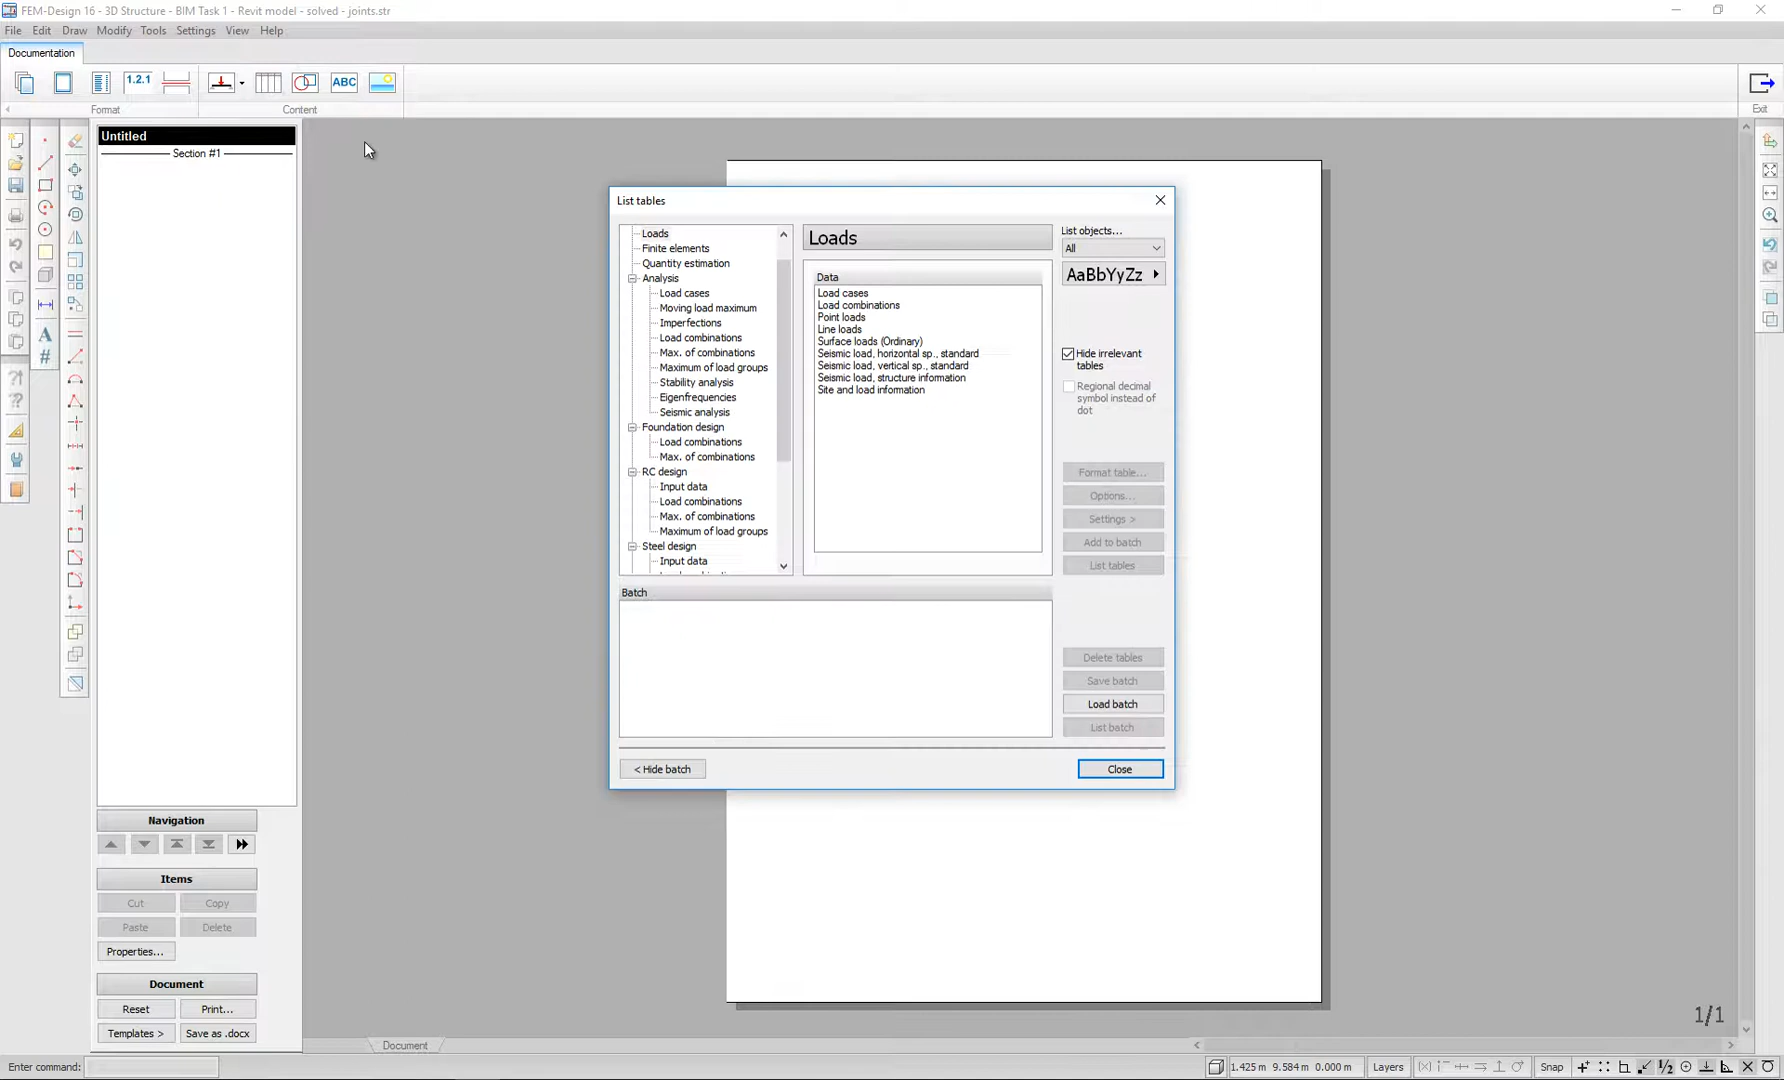 FEM-Design 16 - 3D Structure - BIM Task 1 - Revit model - solved - joints.str
File Edit Draw Modify Tools Settings View Help
Documentation
1.2.1
ABC
Format
Content
Exit
Untitled
Section #1
List tables
Loads
Finite elements
Quantity estimation
Analysis
Load cases
Moving load maximum
Imperfections
Load combinations
Max. of combinations
Maximum of load groups
Stability analysis
Eigenfrequencies
Seismic analysis
Foundation design
Load combinations
Max. of combinations
RC design
Input data
Load combinations
Max. of combinations
Maximum of load groups
Steel design
Input data
Loads
Data
Load cases
Load combinations
Point loads
Line loads
Surface loads (Ordinary)
Seismic load, horizontal sp., standard
Seismic load, vertical sp., standard
Seismic load, structure information
Site and load information
List objects...
All
AaBbYyZz
Hide irrelevant
tables
Regional decimal
symbol instead of
dot
Format table...
Options...
Settings >
Add to batch
List tables
Batch
Delete tables
Save batch
Load batch
List batch
< Hide batch
Close
A
#
Navigation
Items
Cut Copy
Paste Delete
Properties...
Document
Reset Print...
Templates > Save as .docx
1/1
Document
Enter command:
1.425 m 9.584 m 0.000 m
Layers
Snap
1/2